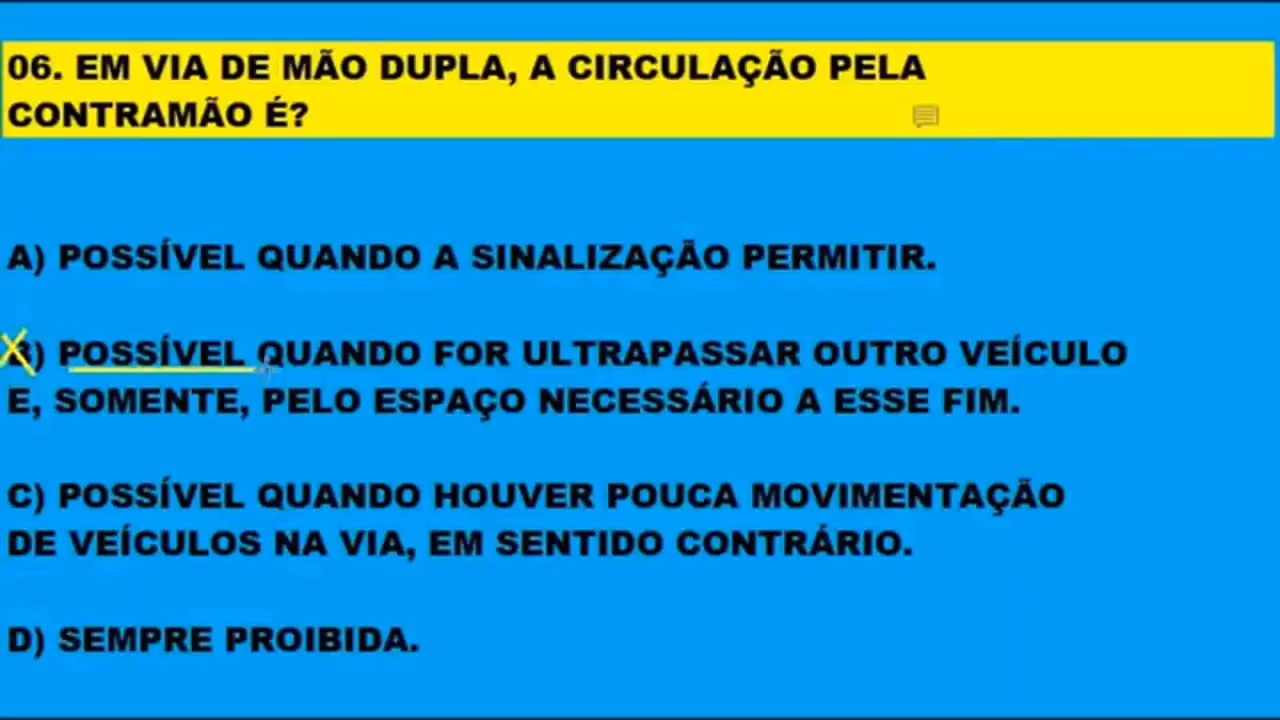 06. EM VIA DE MÃO DUPLA, A CIRCULAÇÃO PELA
CONTRAMÃO É?
A) POSSÍVEL QUANDO A SINALIZAÇÃO PERMITIR.
B) POSSÍVEL QUANDO FOR ULTRAPASSAR OUTRO VEÍCULO
E, SOMENTE, PELO ESPAÇO NECESSÁRIO A ESSE FIM.
C) POSSÍVEL QUANDO HOUVER POUCA MOVIMENTAÇÃO
DE VEÍCULOS NA VIA, EM SENTIDO CONTRÁRIO.
D) SEMPRE PROIBIDA.